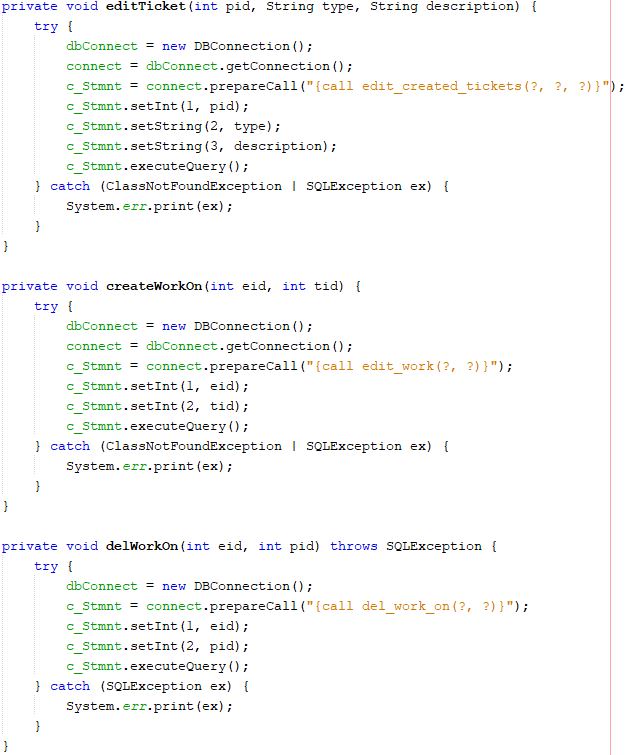 private void editTicket(int pid, String type, String description) {
    try {
        dbConnect = new DBConnection();
        connect = dbConnect.getConnection();
        c_Stmnt = connect.prepareCall("{call edit_created_tickets(?, ?, ?)}");
        c_Stmnt.setInt(1, pid);
        c_Stmnt.setString(2, type);
        c_Stmnt.setString(3, description);
        c_Stmnt.executeQuery();
    } catch (ClassNotFoundException | SQLException ex) {
        System.err.print(ex);
    }
}

private void createWorkOn(int eid, int tid) {
    try {
        dbConnect = new DBConnection();
        connect = dbConnect.getConnection();
        c_Stmnt = connect.prepareCall("{call edit_work(?, ?)}");
        c_Stmnt.setInt(1, eid);
        c_Stmnt.setInt(2, tid);
        c_Stmnt.executeQuery();
    } catch (ClassNotFoundException | SQLException ex) {
        System.err.print(ex);
    }
}

private void delWorkOn(int eid, int pid) throws SQLException {
    try {
        dbConnect = new DBConnection();
        c_Stmnt = connect.prepareCall("{call del_work_on(?, ?)}");
        c_Stmnt.setInt(1, eid);
        c_Stmnt.setInt(2, pid);
        c_Stmnt.executeQuery();
    } catch (SQLException ex) {
        System.err.print(ex);
    }
}